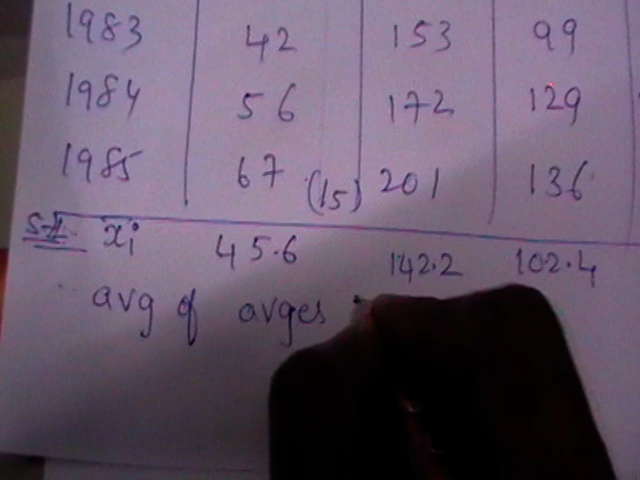 1983 42 153 99
1984 56 172 129
1985 67 (15) 201 136
x̄i 45.6 142.2 102.4
avg of avges